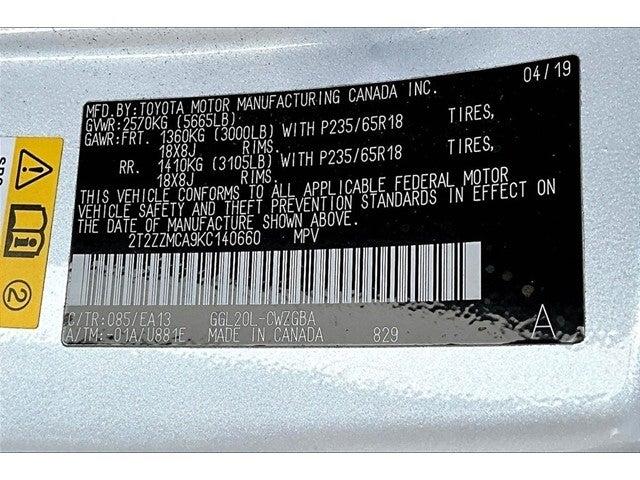 04/19
MFD.BY:TOYOTA MOTOR MANUFACTURING CANADA INC.
GVWR:2570KG (5665LB)
GAWR:FRT. 1360KG (3000LB) WITH P235/65R18 TIRES,
18X8J RIMS.
RR. 1410KG (3105LB) WITH P235/65R18 TIRES,
18X8J RIMS.
THIS VEHICLE CONFORMS TO ALL APPLICABLE FEDERAL MOTOR
VEHICLE SAFETY AND THEFT PREVENTION STANDARDS IN EFFECT ON
THE DATE OF MANUFACTURE SHOWN ABOVE.
2T2ZZMCA9KC140660 MPV
C/TR:085/EA13 GGL20L-CWZGBA
A/TM:-01A/U881E MADE IN CANADA 829 A
2